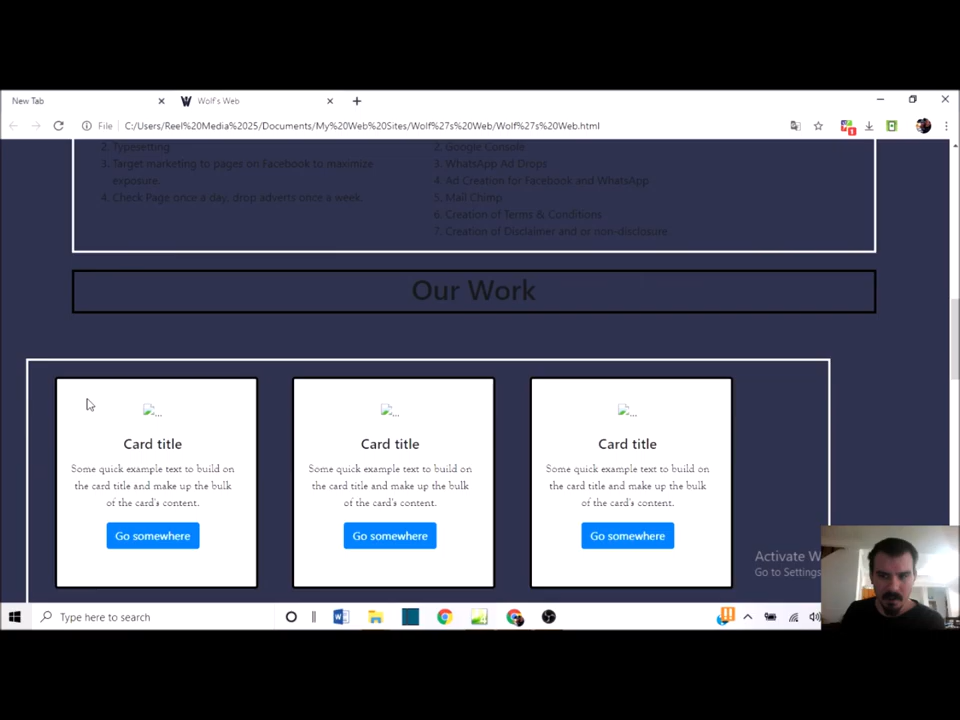 New Tab
Wolf's Web
File C:/Users/Reel%20Media%2025/Documents/My%20Web%20Sites/Wolf%27s%20Web/Wolf%27s%20Web.html
2. Typesetting
3. Target marketing to pages on Facebook to maximize
exposure.
4. Check Page once a day, drop adverts once a week.
2. Google Console
3. WhatsApp Ad Drops
4. Ad Creation for Facebook and WhatsApp
5. Mail Chimp
6. Creation of Terms & Conditions
7. Creation of Disclaimer and or non-disclosure
Our Work
...
Card title
Some quick example text to build on
the card title and make up the bulk
of the card's content.
Go somewhere
...
Card title
Some quick example text to build on
the card title and make up the bulk
of the card's content.
Go somewhere
...
Card title
Some quick example text to build on
the card title and make up the bulk
of the card's content.
Go somewhere
Activate W
Go to Settings
Type here to search